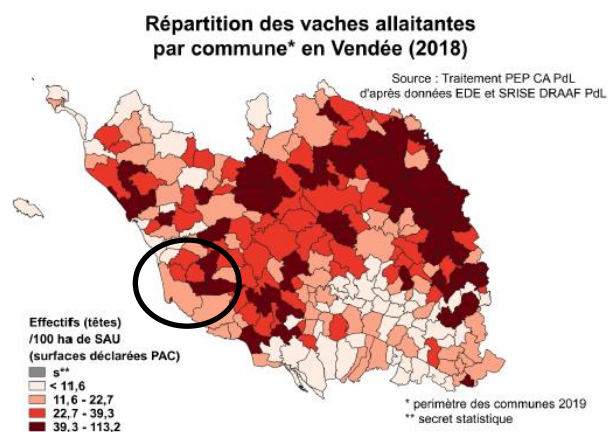 Répartition des vaches allaitantes
par commune* en Vendée (2018)
Source : Traitement PEP CA PdL
d'après données EDE et SRISE DRAAF PdL
Effectifs (têtes)
/100 ha de SAU
(surfaces déclarées PAC)
s**
< 11,6
11,6 - 22,7
22,7 - 39,3
39,3 - 113,2
* perimètre des communes 2019
** secret statistique